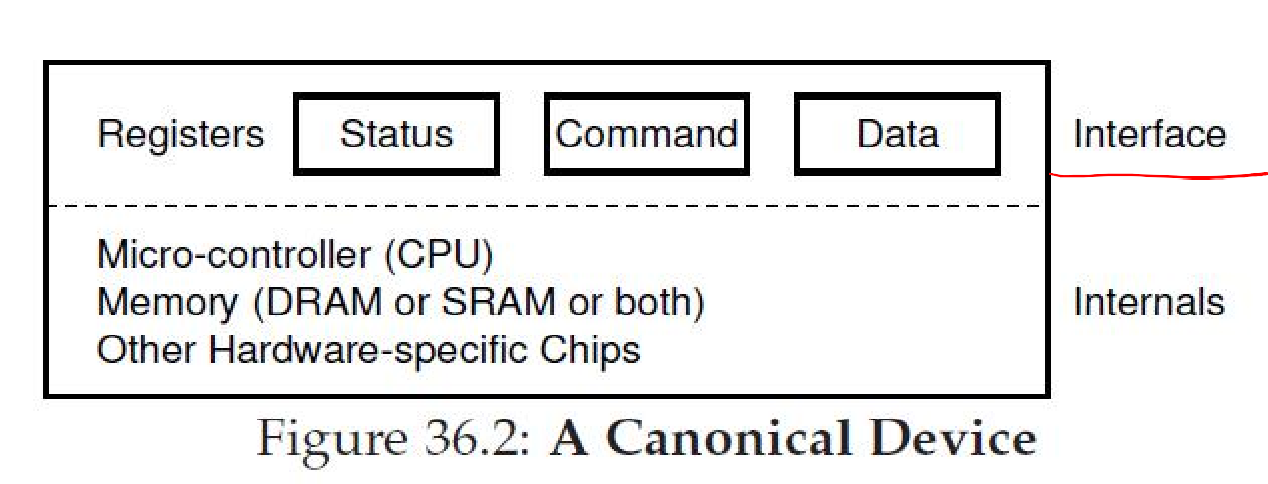 Registers Status Command Data Interface
Micro-controller (CPU)
Memory (DRAM or SRAM or both) Internals
Other Hardware-specific Chips
Figure 36.2: A Canonical Device